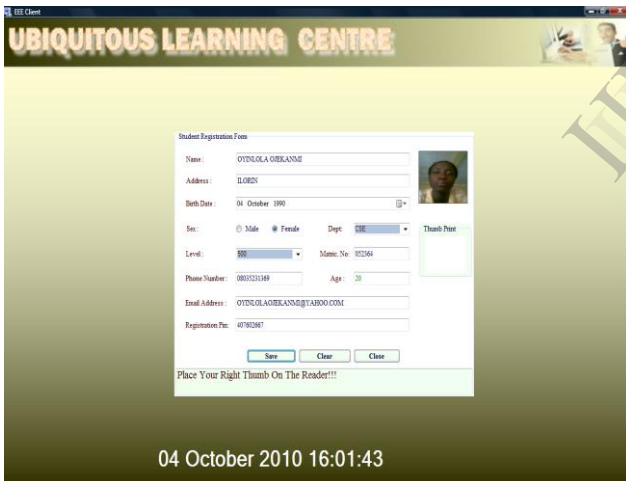 EEE Client
UBIQUITOUS LEARNING CENTRE
Student Registration Form
Name : OYINLOLA OJEKANMI
Address : ILORIN
Birth Date : 04 October 1990
Sex : Male Female Dept: CSE
Thumb Print
Level : 500 Matric. No: 052364
Phone Number : 08035231369 Age : 20
Email Address : OYINLOLAOJEKANMI@YAHOO.COM
Registration Pin: 407602667
Save Clear Close
Place Your Right Thumb On The Reader!!!
04 October 2010 16:01:43